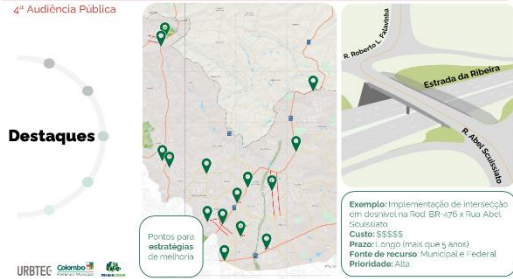 4ª Audiência Pública
Destaques
URBTEC
Colombo
Pontos para
estratégias
de melhoria
R. Roberto L. Falavinha
Estrada da Ribeira
R. Abel Scuissiato
Exemplo: Implementação de intersecção
em desnível na Rod. BR-476 x Rua Abel
Scuissiato
Custo: $$$$$
Prazo: Longo (mais que 5 anos)
Fonte de recurso: Municipal e Federal
Prioridade: Alta